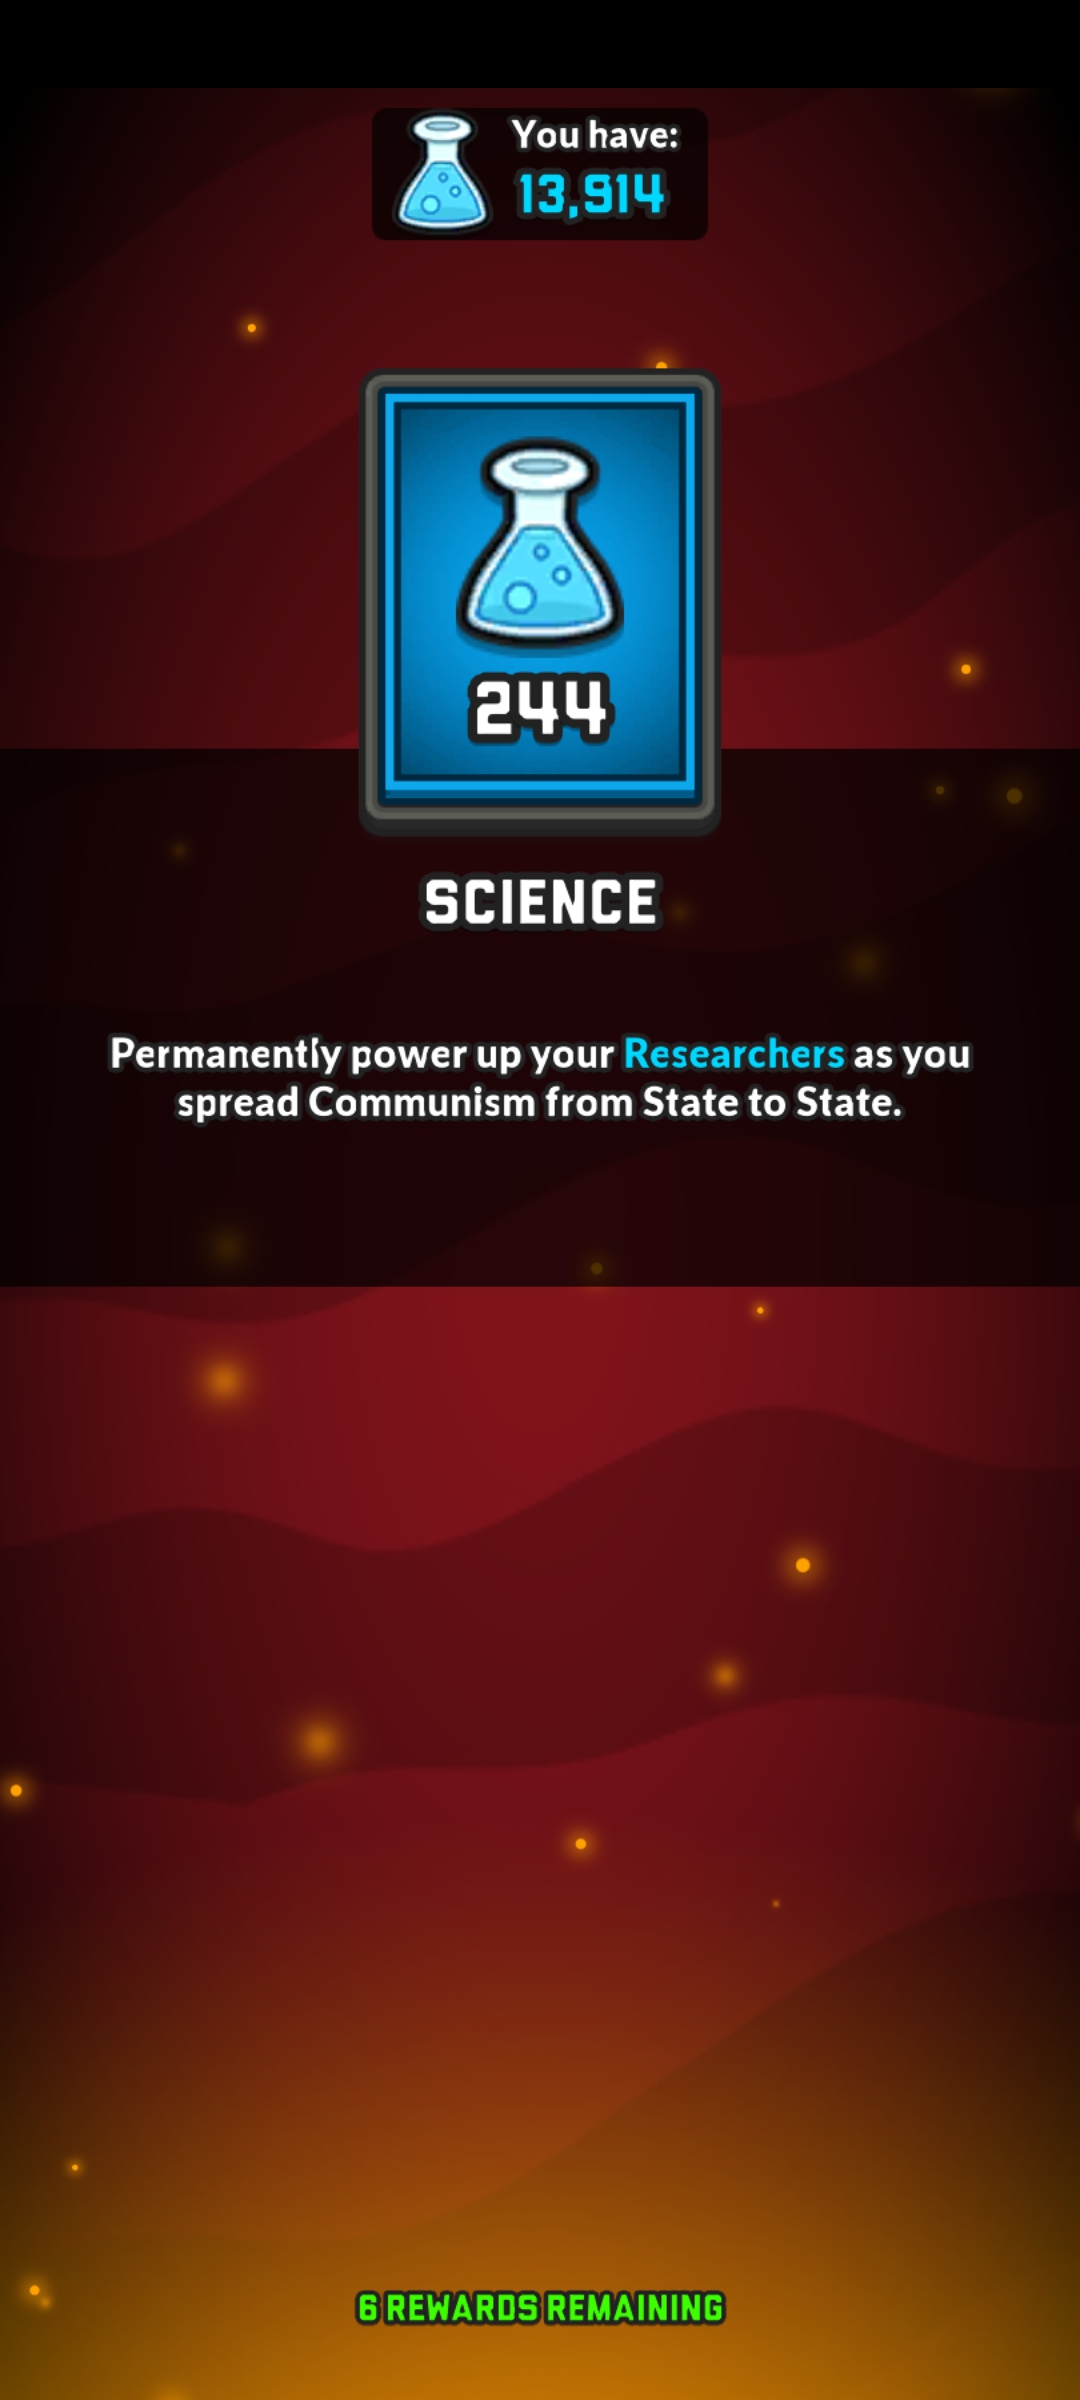 You have:
13,914
244
SCIENCE
Permanently power up your Researchers as you
spread Communism from State to State.
6 REWARDS REMAINING